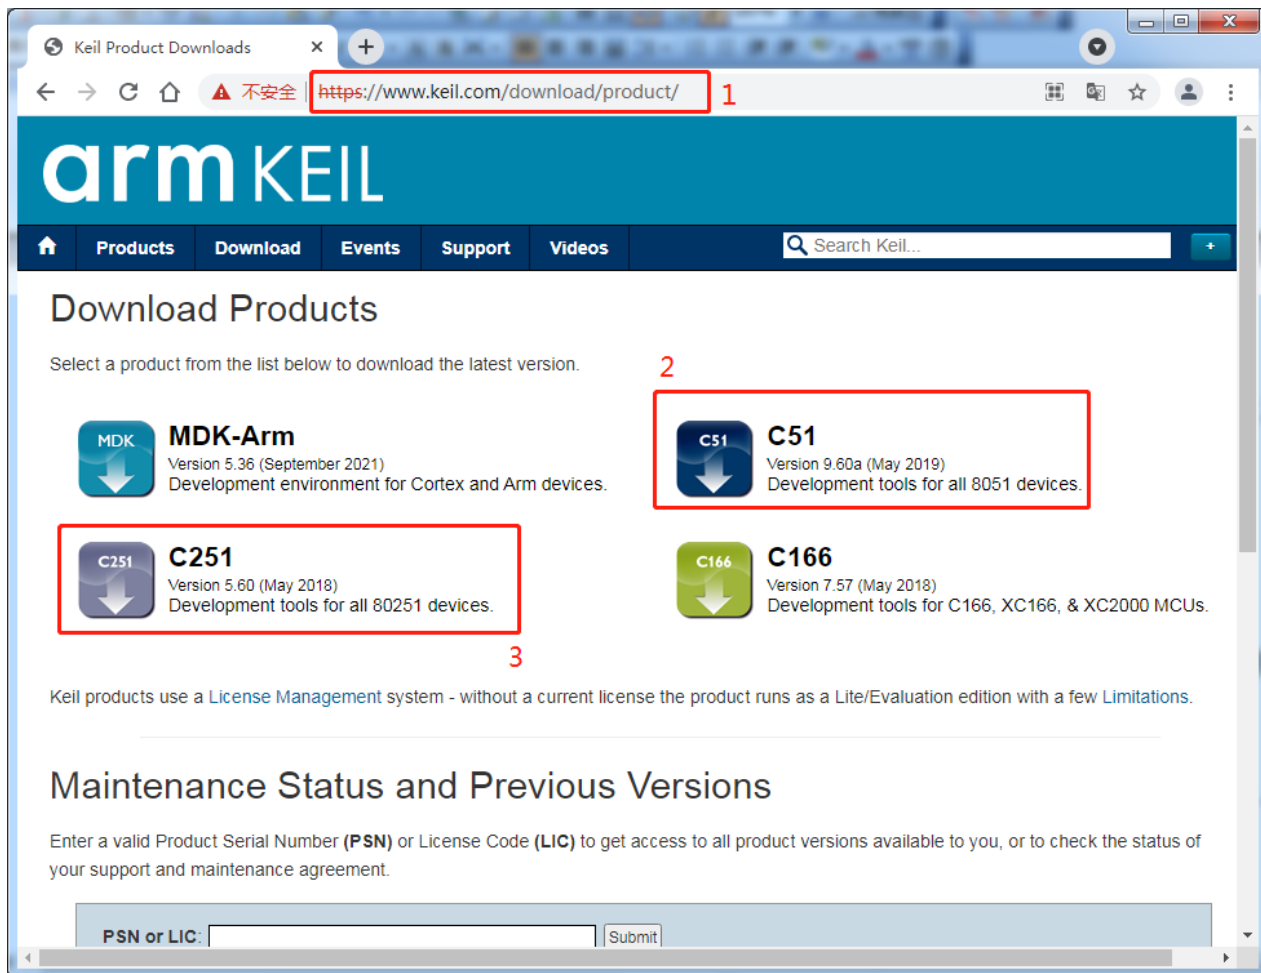 Keil Product Downloads
不安全 https://www.keil.com/download/product/ 1
arm KEIL
Products Download Events Support Videos Search Keil... +
Download Products
Select a product from the list below to download the latest version.
2
MDK
MDK-Arm
Version 5.36 (September 2021)
Development environment for Cortex and Arm devices.
C51
C51
Version 9.60a (May 2019)
Development tools for all 8051 devices.
C251
C251
Version 5.60 (May 2018)
Development tools for all 80251 devices.
C166
C166
Version 7.57 (May 2018)
Development tools for C166, XC166, & XC2000 MCUs.
3
Keil products use a License Management system - without a current license the product runs as a Lite/Evaluation edition with a few Limitations.
Maintenance Status and Previous Versions
Enter a valid Product Serial Number (PSN) or License Code (LIC) to get access to all product versions available to you, or to check the status of
your support and maintenance agreement.
PSN or LIC: Submit